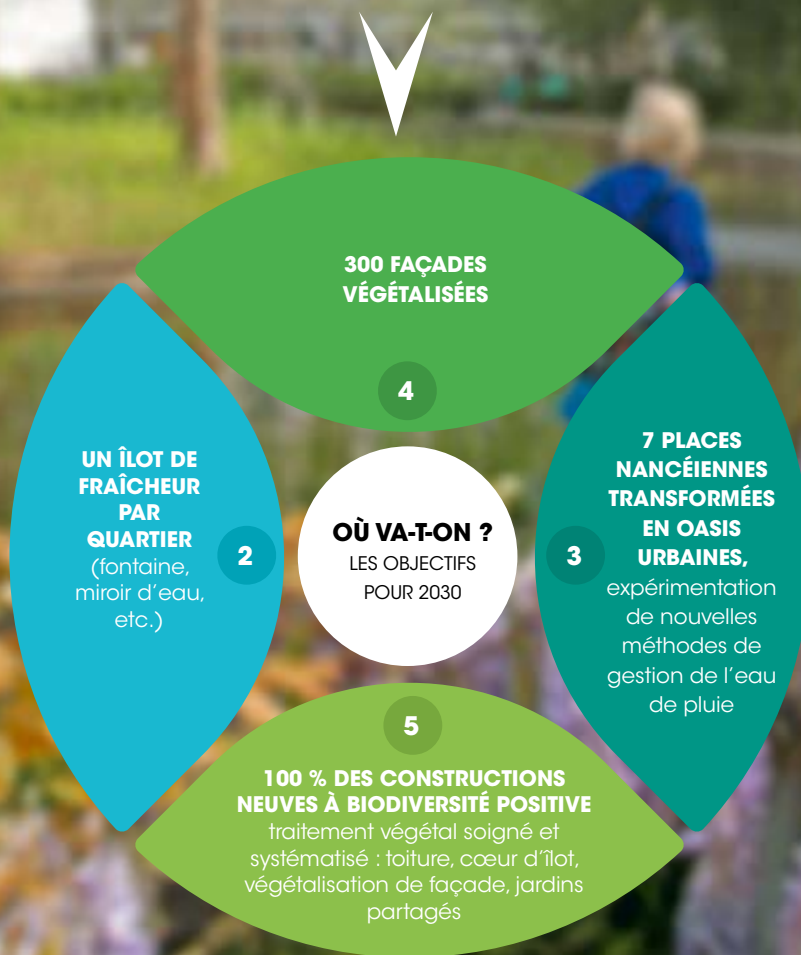 300 FAÇADES
VÉGÉTALISÉES
4
UN ÎLOT DE
FRAÎCHEUR
PAR
QUARTIER
(fontaine,
miroir d'eau,
etc.)
2
OÙ VA-T-ON ?
LES OBJECTIFS
POUR 2030
3
7 PLACES
NANCÉIENNES
TRANSFORMÉES
EN OASIS
URBAINES,
expérimentation
de nouvelles
méthodes de
gestion de l'eau
de pluie
5
100 % DES CONSTRUCTIONS
NEUVES À BIODIVERSITÉ POSITIVE
traitement végétal soigné et
systématisé : toiture, cœur d'îlot,
végétalisation de façade, jardins
partagés